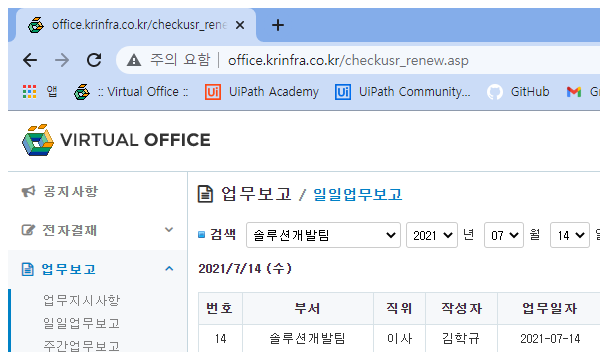 office.krinfra.co.kr/checkusr_rene
주의 요함 office.krinfra.co.kr/checkusr_renew.asp
앱 :: Virtual Office :: UiPath Academy UiPath Community... GitHub
VIRTUAL OFFICE
공지사항
전자결재
업무보고
업무지시사항
일일업무보고
주간업무보고
업무보고 / 일일업무보고
검색 솔루션개발팀 2021 년 07 월 14 일
2021/7/14 (수)
번호 부서 직위 작성자 업무일자
14 솔루션개발팀 이사 김학규 2021-07-14